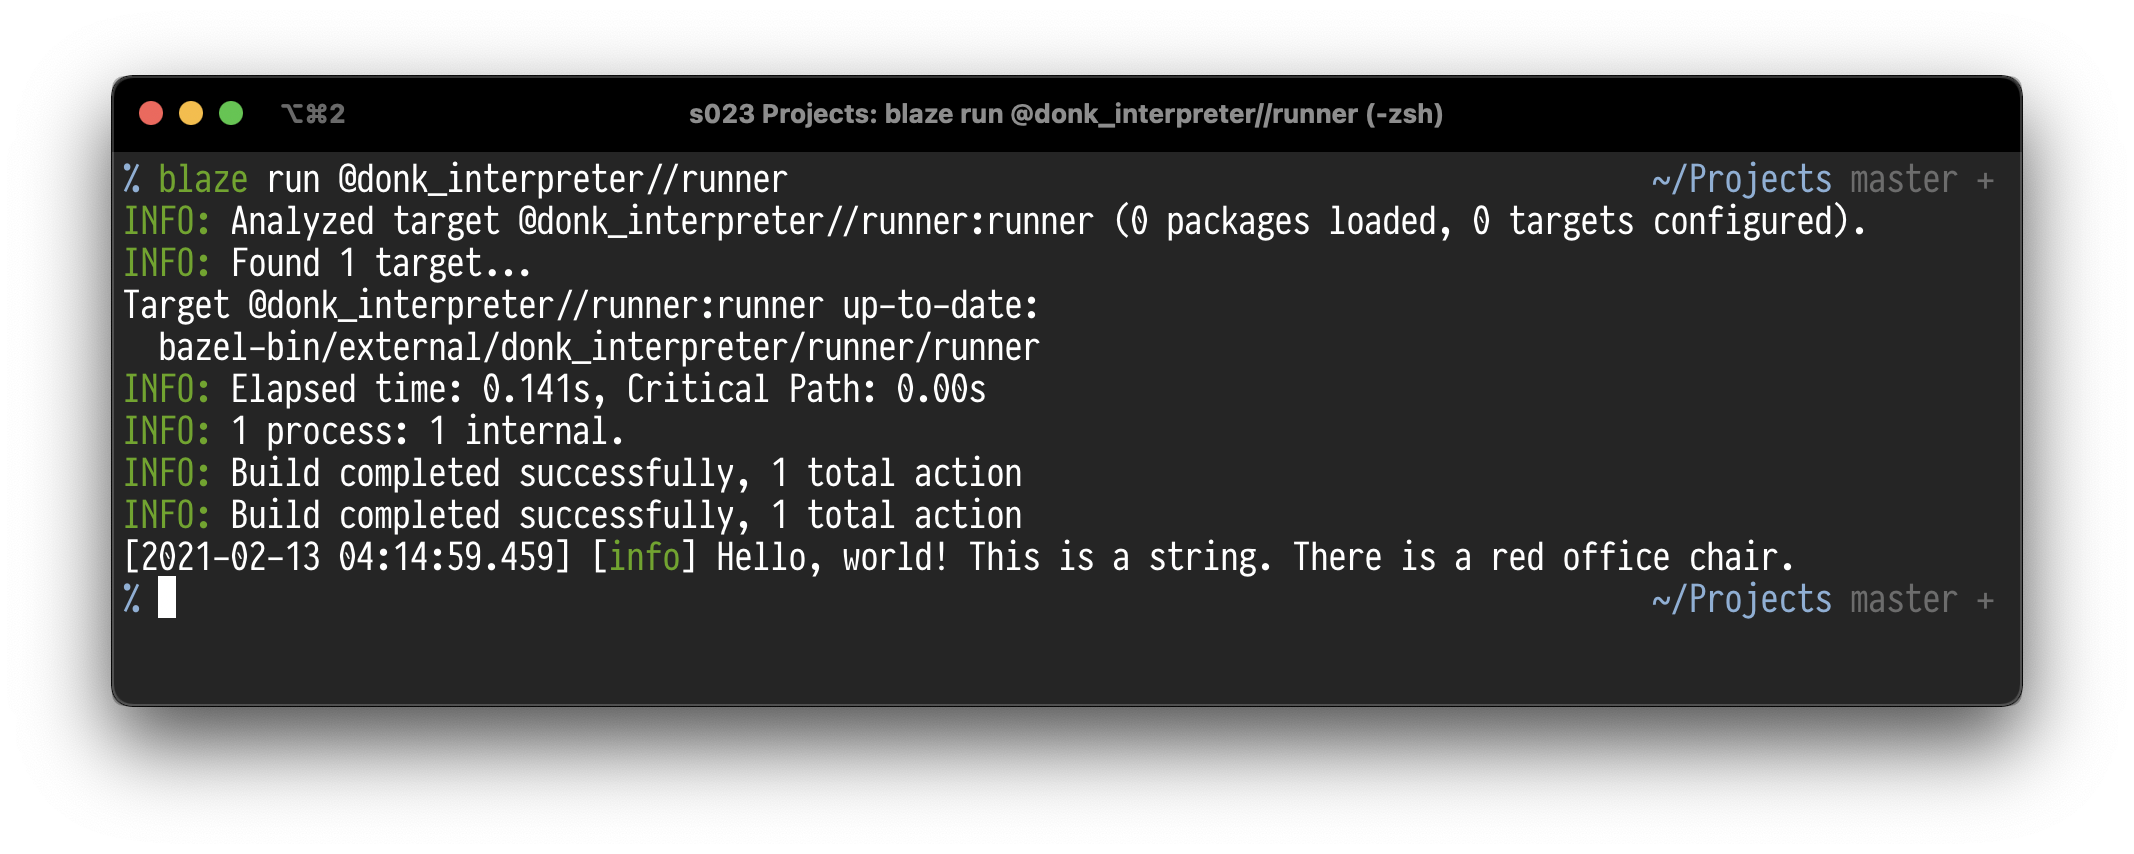 ⌥⌘2 s023 Projects: blaze run @donk_interpreter//runner (-zsh)
% blaze run @donk_interpreter//runner ~/Projects master +
INFO: Analyzed target @donk_interpreter//runner:runner (0 packages loaded, 0 targets configured).
INFO: Found 1 target...
Target @donk_interpreter//runner:runner up-to-date:
  bazel-bin/external/donk_interpreter/runner/runner
INFO: Elapsed time: 0.141s, Critical Path: 0.00s
INFO: 1 process: 1 internal.
INFO: Build completed successfully, 1 total action
INFO: Build completed successfully, 1 total action
[2021-02-13 04:14:59.459] [info] Hello, world! This is a string. There is a red office chair.
% ~/Projects master +